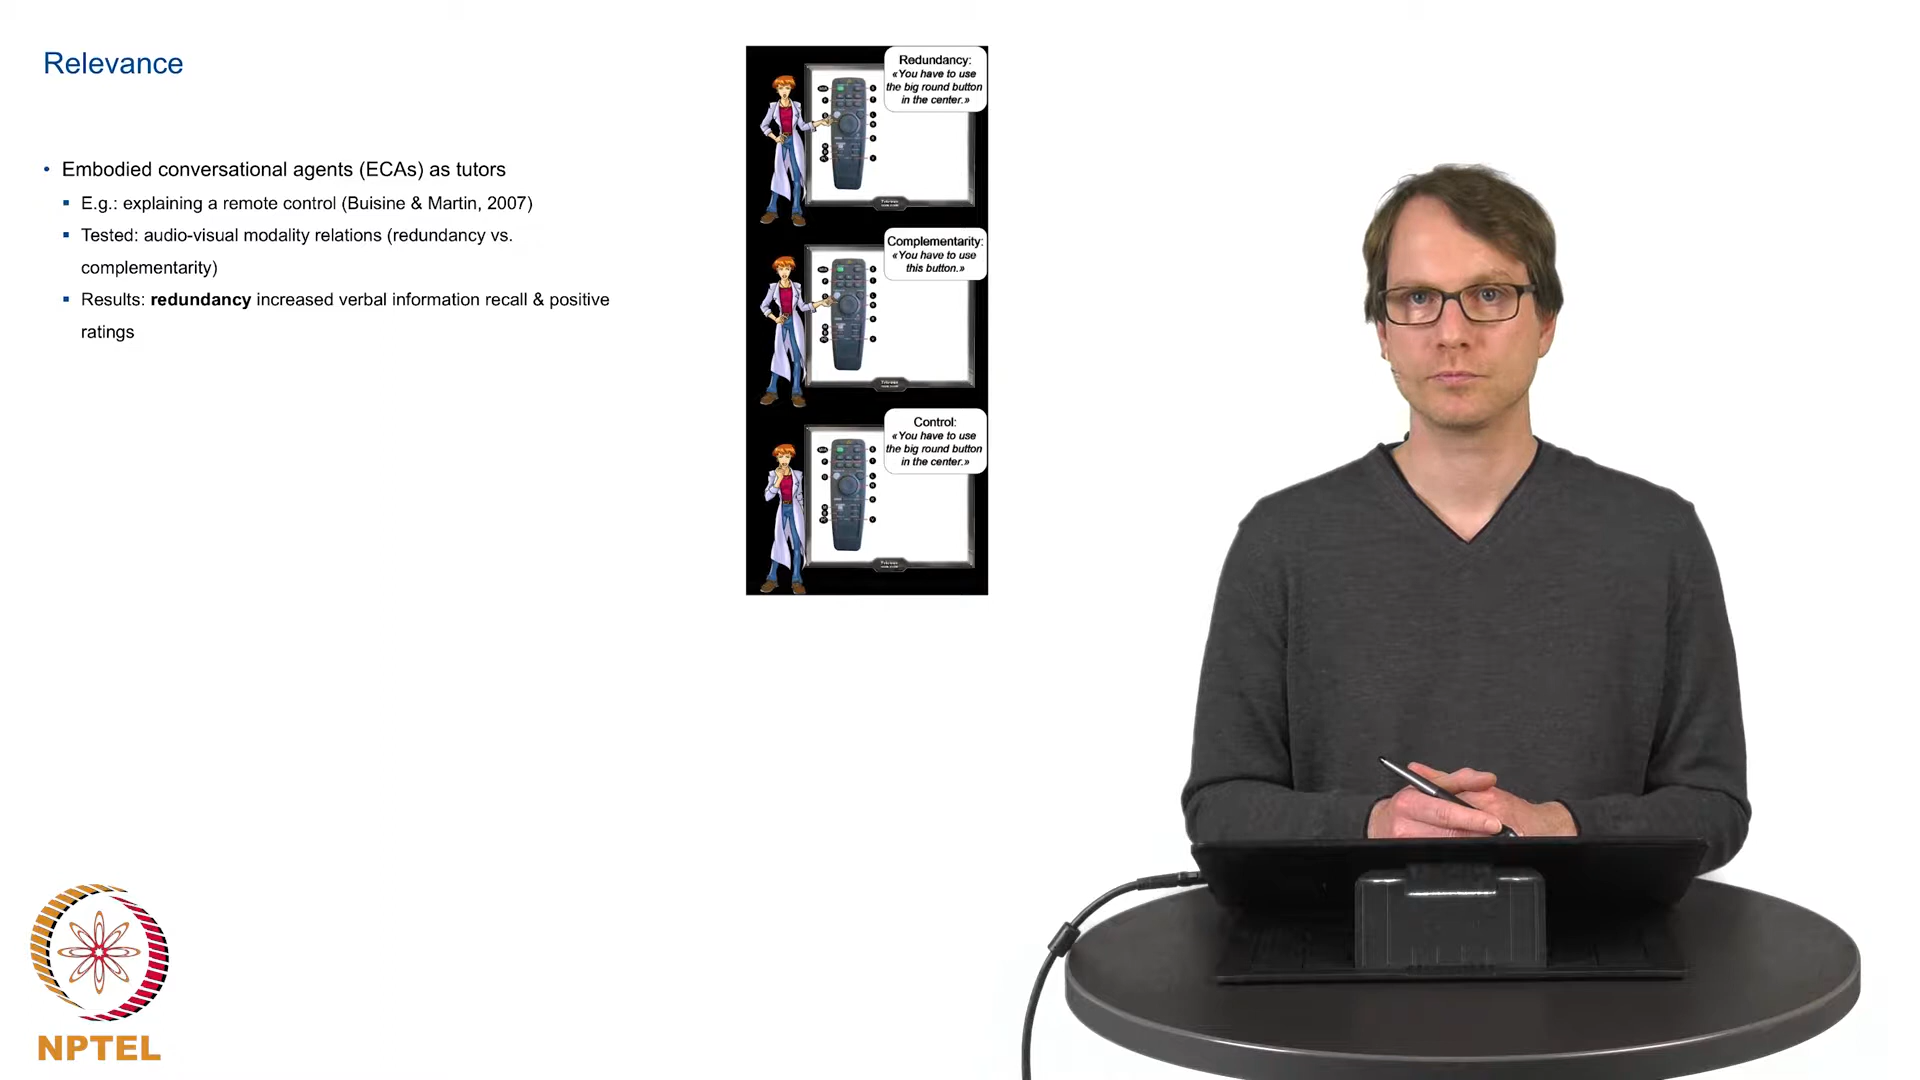 Relevance
• Embodied conversational agents (ECAs) as tutors
▪ E.g.: explaining a remote control (Buisine & Martin, 2007)
▪ Tested: audio-visual modality relations (redundancy vs.
complementarity)
▪ Results: redundancy increased verbal information recall & positive
ratings
Redundancy:
«You have to use
the big round button
in the center.»
Complementarity:
«You have to use
this button.»
Control:
«You have to use
the big round button
in the center.»
NPTEL